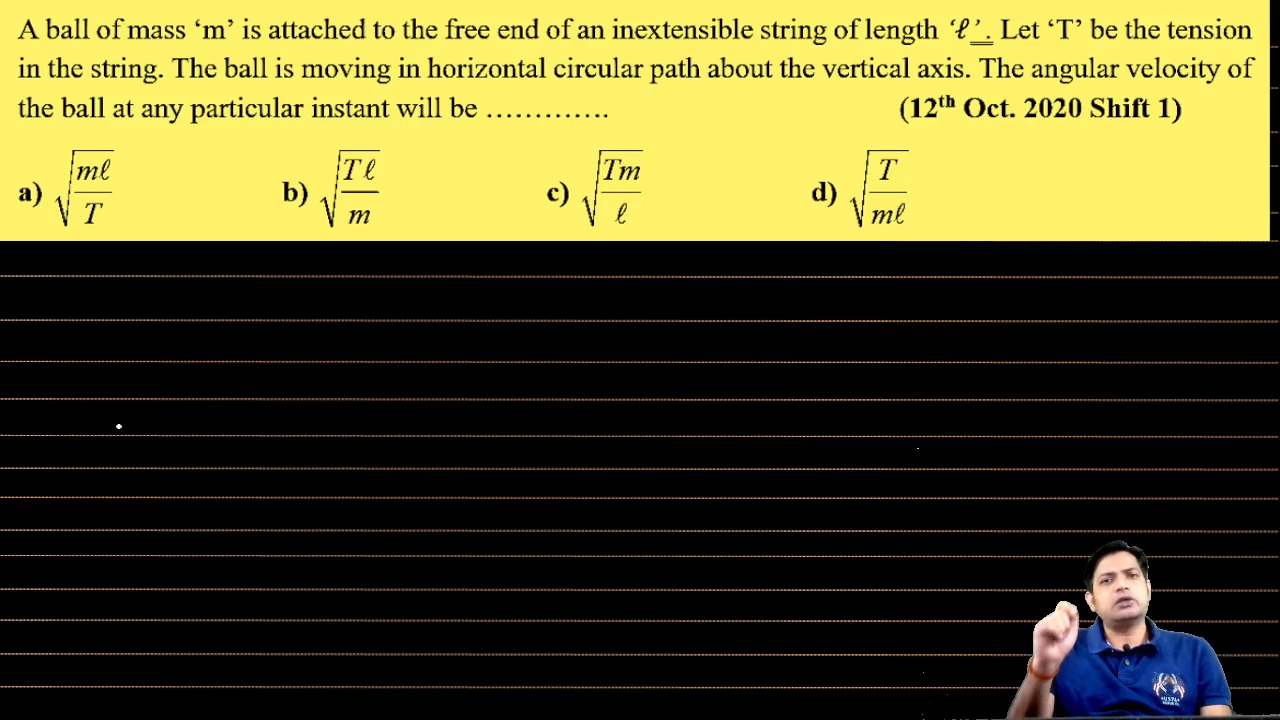 A ball of mass ‘m’ is attached to the free end of an inextensible string of length ‘ℓ’. Let ‘T’ be the tension
in the string. The ball is moving in horizontal circular path about the vertical axis. The angular velocity of
the ball at any particular instant will be ………….  (12th Oct. 2020 Shift 1)
a) √(mℓ/T)  b) √(Tℓ/m)  c) √(Tm/ℓ)  d) √(T/mℓ)